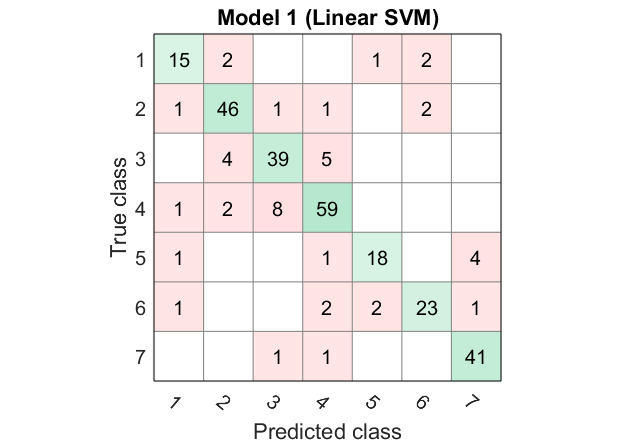 Model 1 (Linear SVM)
1 15 2 1 2
2 1 46 1 1 2
3 4 39 5
4 1 2 8 59
5 1 1 18 4
6 1 2 2 23 1
7 1 1 41
1 2 3 4 5 6 7
True class
Predicted class